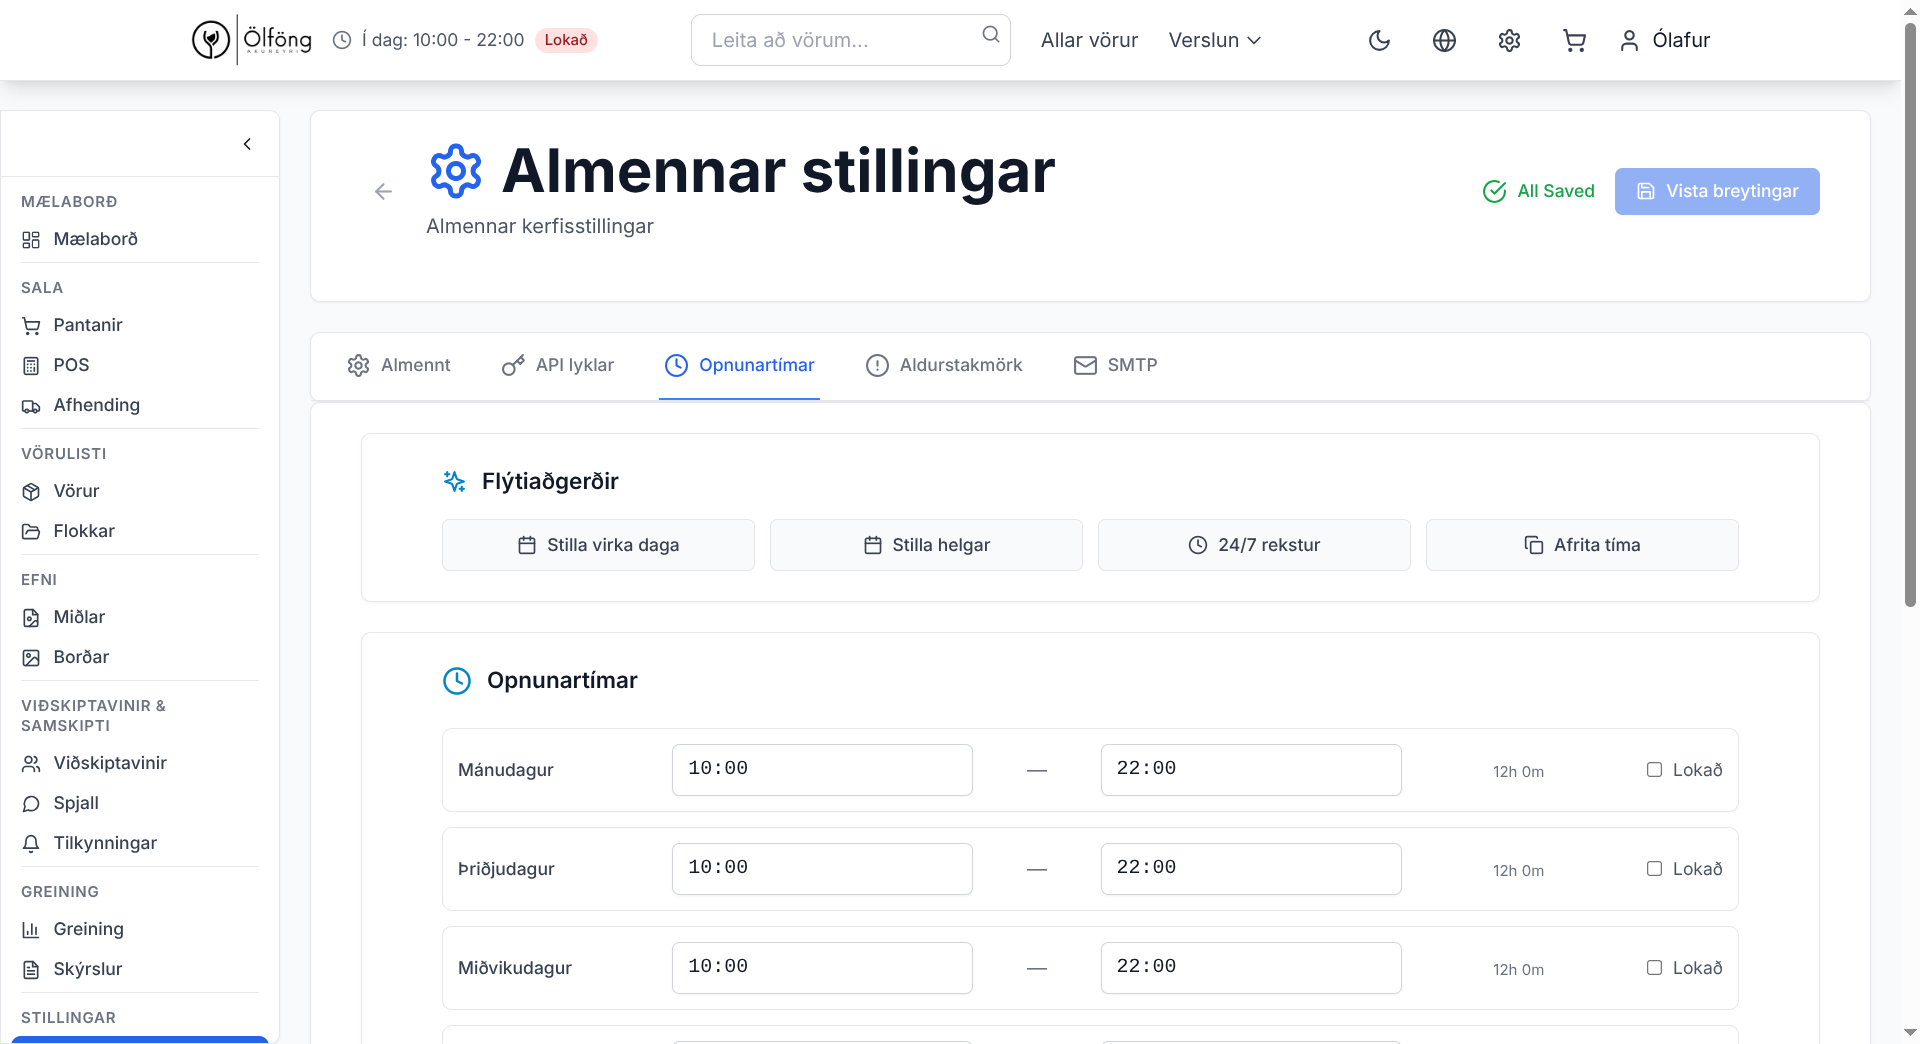 Ölföng
AKUREYRI
Í dag: 10:00 - 22:00
Lokað
Leita að vörum...
Allar vörur
Verslun
Ólafur
MÆLABORÐ
Mælaborð
SALA
Pantanir
POS
Afhending
VÖRULISTI
Vörur
Flokkar
EFNI
Miðlar
Borðar
VIÐSKIPTAVINIR &
SAMSKIPTI
Viðskiptavinir
Spjall
Tilkynningar
GREINING
Greining
Skýrslur
STILLINGAR
Almennar stillingar
Almennar kerfisstillingar
All Saved
Vista breytingar
Almennt
API lyklar
Opnunartímar
Aldurstakmörk
SMTP
Flýtiaðgerðir
Stilla virka daga
Stilla helgar
24/7 rekstur
Afrita tíma
Opnunartímar
Mánudagur 10:00 — 22:00 12h 0m Lokað
Þriðjudagur 10:00 — 22:00 12h 0m Lokað
Miðvikudagur 10:00 — 22:00 12h 0m Lokað